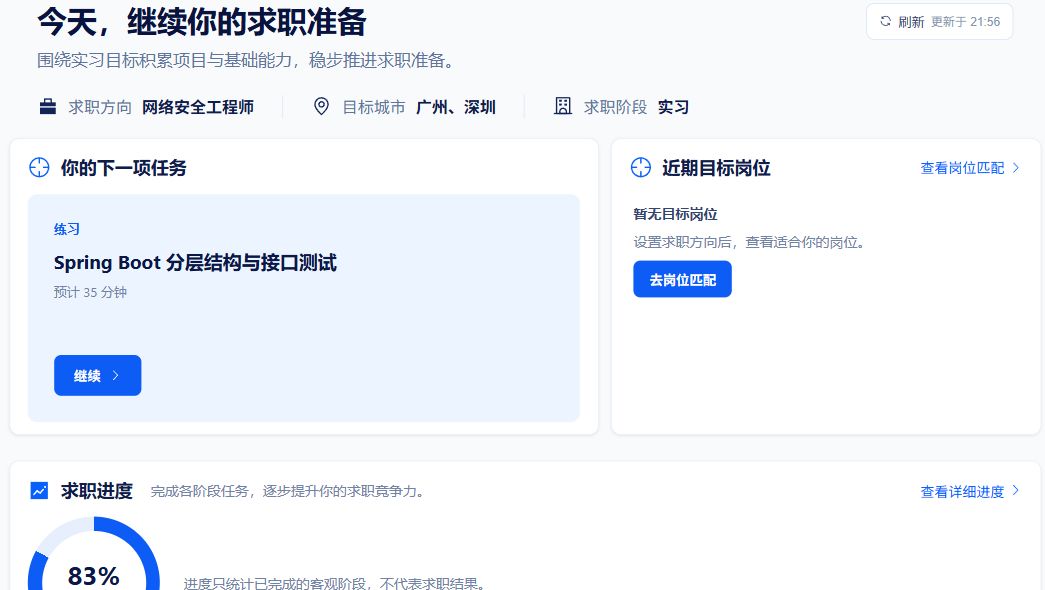 今天，继续你的求职准备
刷新 更新于 21:56
围绕实习目标积累项目与基础能力，稳步推进求职准备。
求职方向 网络安全工程师 目标城市 广州、深圳 求职阶段 实习
你的下一项任务
练习
Spring Boot 分层结构与接口测试
预计 35 分钟
继续
近期目标岗位
查看岗位匹配
暂无目标岗位
设置求职方向后，查看适合你的岗位。
去岗位匹配
求职进度 完成各阶段任务，逐步提升你的求职竞争力。
查看详细进度
83%
进度只统计已完成的客观阶段，不代表求职结果。